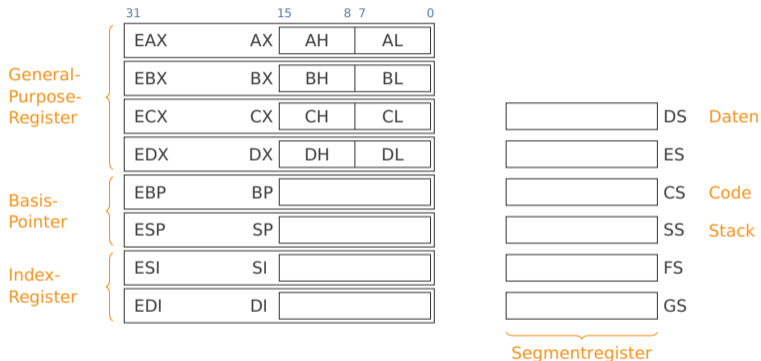 31 15 8 7 0
EAX AX AH AL
General-
Purpose-
Register
EBX BX BH BL
ECX CX CH CL
EDX DX DH DL
Basis-
Pointer
EBP BP
ESP SP
Index-
Register
ESI SI
EDI DI
DS Daten
ES
CS Code
SS Stack
FS
GS
Segmentregister